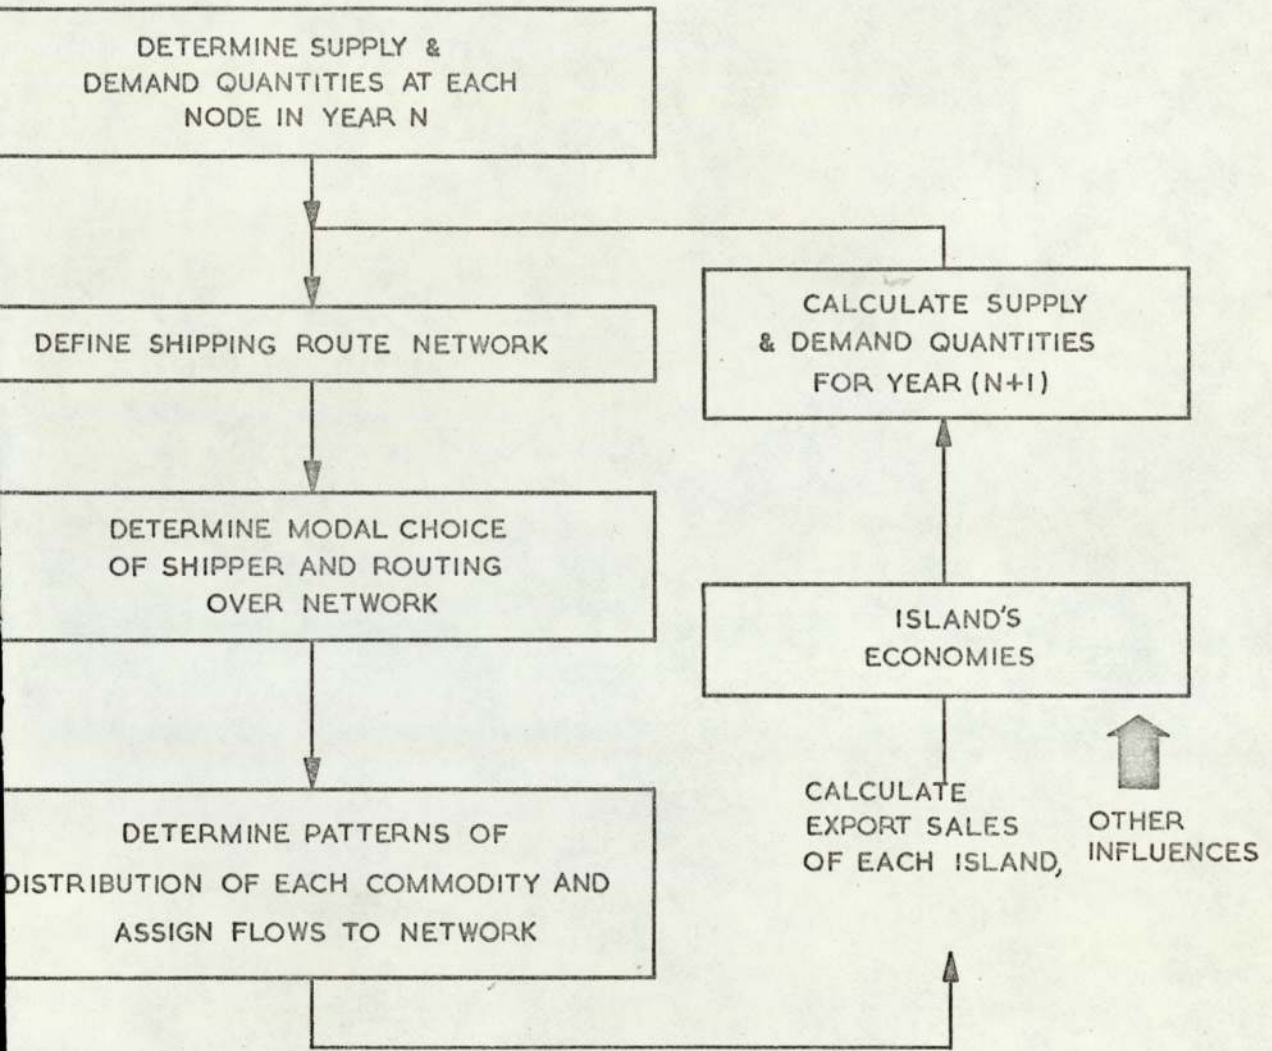 DETERMINE SUPPLY &
DEMAND QUANTITIES AT EACH
NODE IN YEAR N
DEFINE SHIPPING ROUTE NETWORK
DETERMINE MODAL CHOICE
OF SHIPPER AND ROUTING
OVER NETWORK
DETERMINE PATTERNS OF
DISTRIBUTION OF EACH COMMODITY AND
ASSIGN FLOWS TO NETWORK
CALCULATE SUPPLY
& DEMAND QUANTITIES
FOR YEAR (N+1)
ISLAND'S
ECONOMIES
CALCULATE
EXPORT SALES
OF EACH ISLAND,
OTHER
INFLUENCES